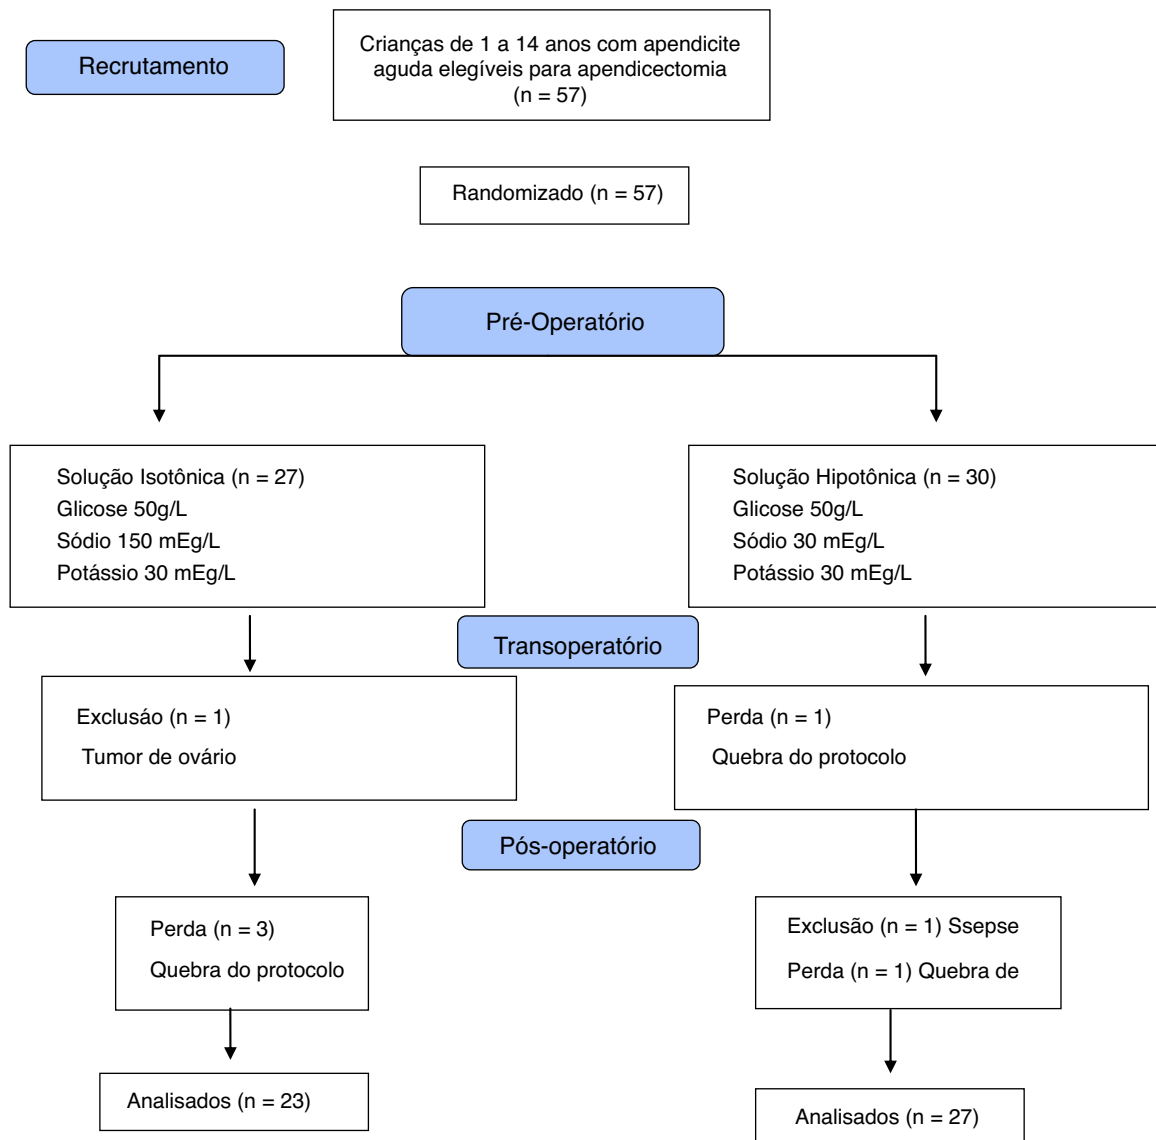 Recrutamento
Crianças de 1 a 14 anos com apendicite
aguda elegíveis para apendicectomia
(n = 57)
Randomizado (n = 57)
Pré-Operatório
Solução Isotônica (n = 27)
Glicose 50g/L
Sódio 150 mEg/L
Potássio 30 mEg/L
Solução Hipotônica (n = 30)
Glicose 50g/L
Sódio 30 mEg/L
Potássio 30 mEg/L
Transoperatório
Exclusáo (n = 1)
Tumor de ovário
Perda (n = 1)
Quebra do protocolo
Pós-operatório
Perda (n = 3)
Quebra do protocolo
Exclusão (n = 1) Ssepse
Perda (n = 1) Quebra de
Analisados (n = 23)
Analisados (n = 27)